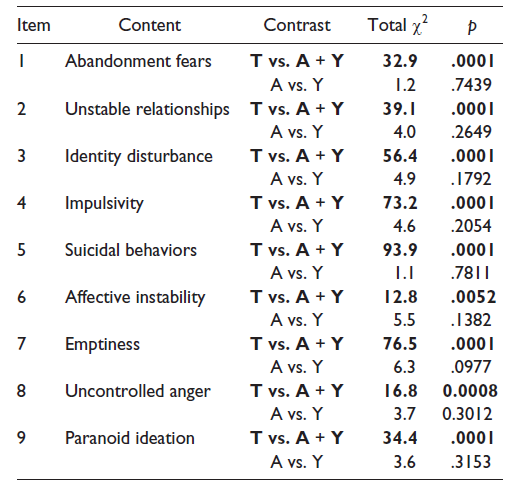 Item Content Contrast Total χ² p
1 Abandonment fears T vs. A + Y 32.9 .0001
A vs. Y 1.2 .7439
2 Unstable relationships T vs. A + Y 39.1 .0001
A vs. Y 4.0 .2649
3 Identity disturbance T vs. A + Y 56.4 .0001
A vs. Y 4.9 .1792
4 Impulsivity T vs. A + Y 73.2 .0001
A vs. Y 4.6 .2054
5 Suicidal behaviors T vs. A + Y 93.9 .0001
A vs. Y 1.1 .7811
6 Affective instability T vs. A + Y 12.8 .0052
A vs. Y 5.5 .1382
7 Emptiness T vs. A + Y 76.5 .0001
A vs. Y 6.3 .0977
8 Uncontrolled anger T vs. A + Y 16.8 0.0008
A vs. Y 3.7 0.3012
9 Paranoid ideation T vs. A + Y 34.4 .0001
A vs. Y 3.6 .3153